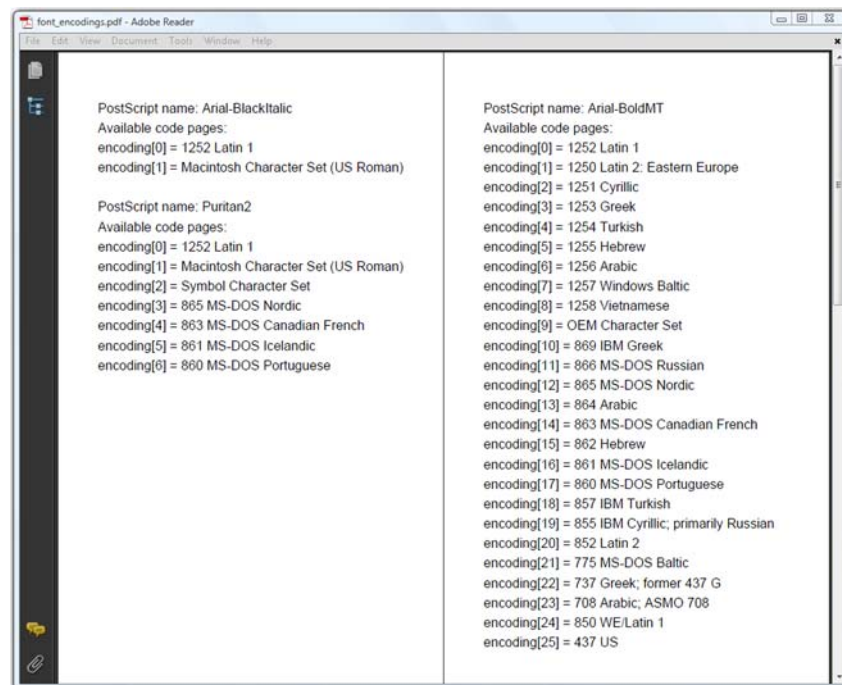 font_encodings.pdf - Adobe Reader
File Edit View Document Tools Window Help
PostScript name: Arial-BlackItalic
Available code pages:
encoding[0] = 1252 Latin 1
encoding[1] = Macintosh Character Set (US Roman)
PostScript name: Puritan2
Available code pages:
encoding[0] = 1252 Latin 1
encoding[1] = Macintosh Character Set (US Roman)
encoding[2] = Symbol Character Set
encoding[3] = 865 MS-DOS Nordic
encoding[4] = 863 MS-DOS Canadian French
encoding[5] = 861 MS-DOS Icelandic
encoding[6] = 860 MS-DOS Portuguese
PostScript name: Arial-BoldMT
Available code pages:
encoding[0] = 1252 Latin 1
encoding[1] = 1250 Latin 2: Eastern Europe
encoding[2] = 1251 Cyrillic
encoding[3] = 1253 Greek
encoding[4] = 1254 Turkish
encoding[5] = 1255 Hebrew
encoding[6] = 1256 Arabic
encoding[7] = 1257 Windows Baltic
encoding[8] = 1258 Vietnamese
encoding[9] = OEM Character Set
encoding[10] = 869 IBM Greek
encoding[11] = 866 MS-DOS Russian
encoding[12] = 865 MS-DOS Nordic
encoding[13] = 864 Arabic
encoding[14] = 863 MS-DOS Canadian French
encoding[15] = 862 Hebrew
encoding[16] = 861 MS-DOS Icelandic
encoding[17] = 860 MS-DOS Portuguese
encoding[18] = 857 IBM Turkish
encoding[19] = 855 IBM Cyrillic; primarily Russian
encoding[20] = 852 Latin 2
encoding[21] = 775 MS-DOS Baltic
encoding[22] = 737 Greek; former 437 G
encoding[23] = 708 Arabic; ASMO 708
encoding[24] = 850 WE/Latin 1
encoding[25] = 437 US